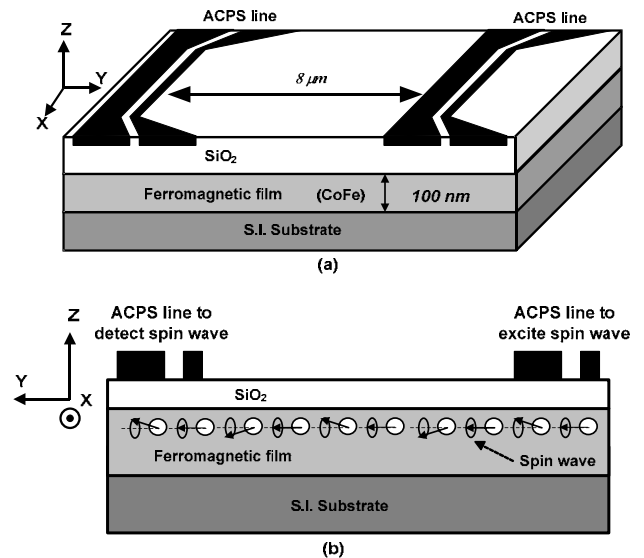 ACPS line
ACPS line
Z
Y
X
8 μm
SiO2
Ferromagnetic film (CoFe) 100 nm
S.I. Substrate
(a)
ACPS line to
detect spin wave
ACPS line to
excite spin wave
Z
Y
X
SiO2
Ferromagnetic film
Spin wave
S.I. Substrate
(b)